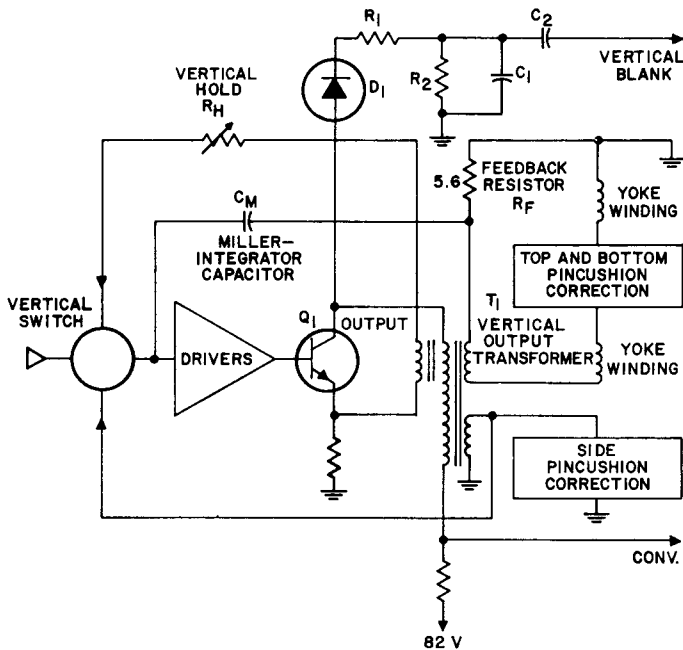 R1
C2
VERTICAL
BLANK
VERTICAL
HOLD
RH
D1
R2
C1
5.6
FEEDBACK
RESISTOR
RF
YOKE
WINDING
CM
MILLER–
INTEGRATOR
CAPACITOR
TOP AND BOTTOM
PINCUSHION
CORRECTION
VERTICAL
SWITCH
Q1
OUTPUT
T1
VERTICAL
OUTPUT
TRANSFORMER
DRIVERS
YOKE
WINDING
SIDE
PINCUSHION
CORRECTION
CONV.
82 V